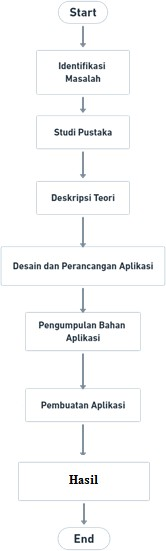 Start
Identifikasi
Masalah
Studi Pustaka
Deskripsi Teori
Desain dan Perancangan Aplikasi
Pengumpulan Bahan
Aplikasi
Pembuatan Aplikasi
Hasil
End